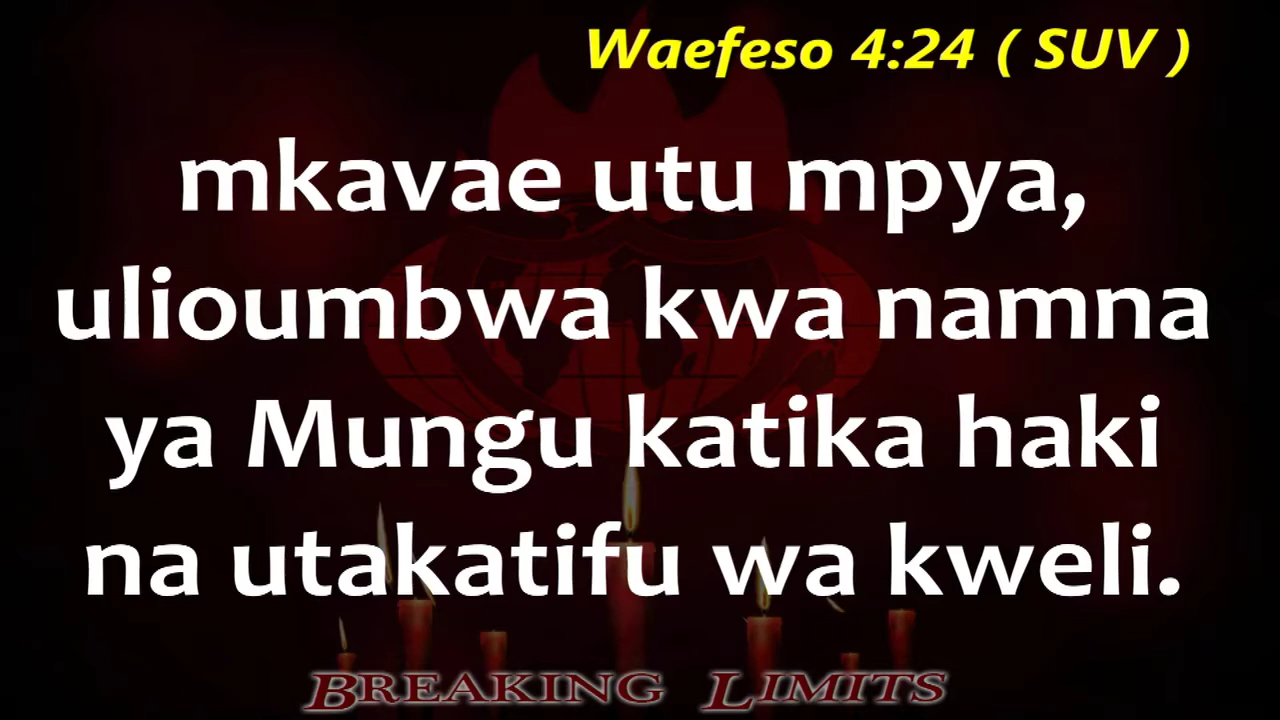 Waefeso 4:24 ( SUV )
mkavae utu mpya,
ulioumbwa kwa namna
ya Mungu katika haki
na utakatifu wa kweli.
BREAKING LIMITS